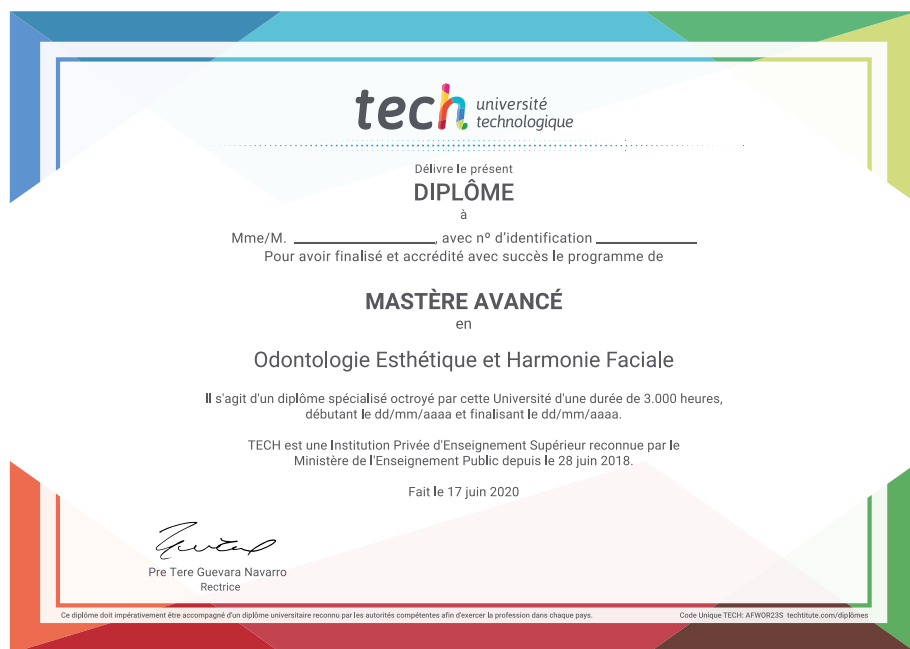 tech université
technologique
Délivre le présent
DIPLÔME
à
Mme/M. ____________________, avec nº d'identification ______________
Pour avoir finalisé et accrédité avec succès le programme de
MASTÈRE AVANCÉ
en
Odontologie Esthétique et Harmonie Faciale
Il s'agit d'un diplôme spécialisé octroyé par cette Université d'une durée de 3.000 heures,
débutant le dd/mm/aaaa et finalisant le dd/mm/aaaa.
TECH est une Institution Privée d'Enseignement Supérieur reconnue par le
Ministère de l'Enseignement Public depuis le 28 juin 2018.
Fait le 17 juin 2020
Pre Tere Guevara Navarro
Rectrice
Ce diplôme doit impérativement être accompagné d'un diplôme universitaire reconnu par les autorités compétentes afin d'exercer la profession dans chaque pays.
Code Unique TECH: AFWOR23S techtitute.com/diplômes